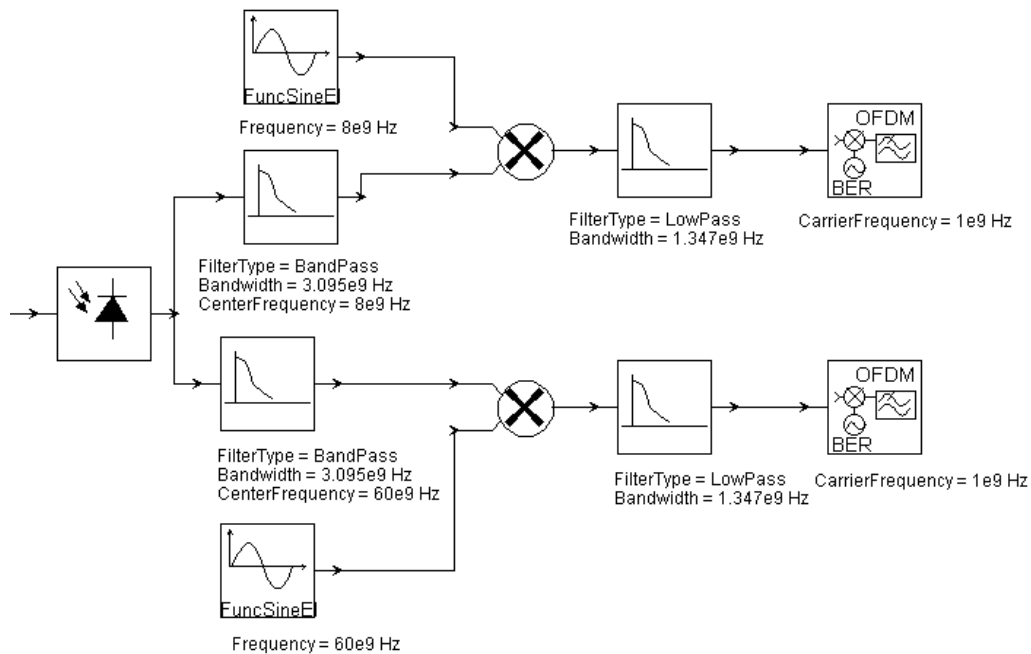 FuncSineEl
Frequency = 8e9 Hz
OFDM
BER
FilterType = LowPass
Bandwidth = 1.347e9 Hz
CarrierFrequency = 1e9 Hz
FilterType = BandPass
Bandwidth = 3.095e9 Hz
CenterFrequency = 8e9 Hz
OFDM
BER
FilterType = BandPass
Bandwidth = 3.095e9 Hz
CenterFrequency = 60e9 Hz
FilterType = LowPass
Bandwidth = 1.347e9 Hz
CarrierFrequency = 1e9 Hz
FuncSineEl
Frequency = 60e9 Hz